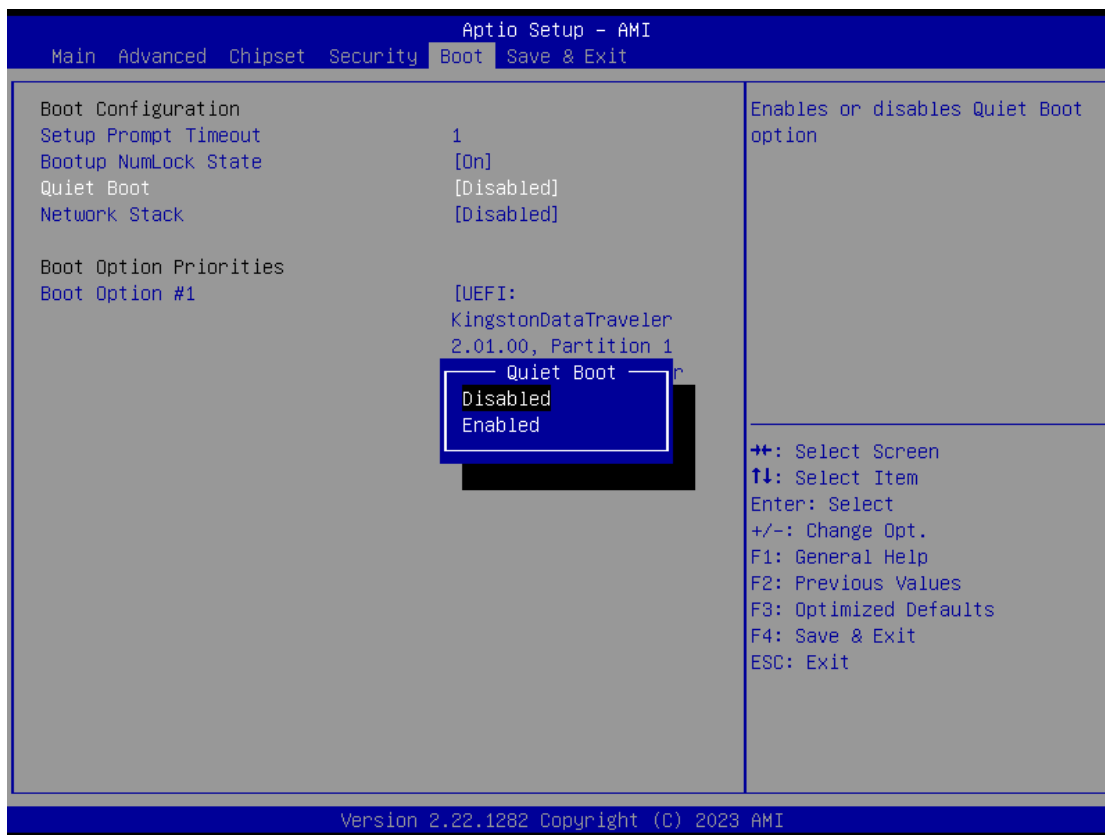 Aptio Setup – AMI
Main Advanced Chipset Security Boot Save & Exit
Boot Configuration
Setup Prompt Timeout 1
Bootup NumLock State [On]
Quiet Boot [Disabled]
Network Stack [Disabled]
Boot Option Priorities
Boot Option #1 [UEFI:
KingstonDataTraveler
2.01.00, Partition 1
Quiet Boot
Disabled
Enabled
Enables or disables Quiet Boot
option
→←: Select Screen
↑↓: Select Item
Enter: Select
+/-: Change Opt.
F1: General Help
F2: Previous Values
F3: Optimized Defaults
F4: Save & Exit
ESC: Exit
Version 2.22.1282 Copyright (C) 2023 AMI